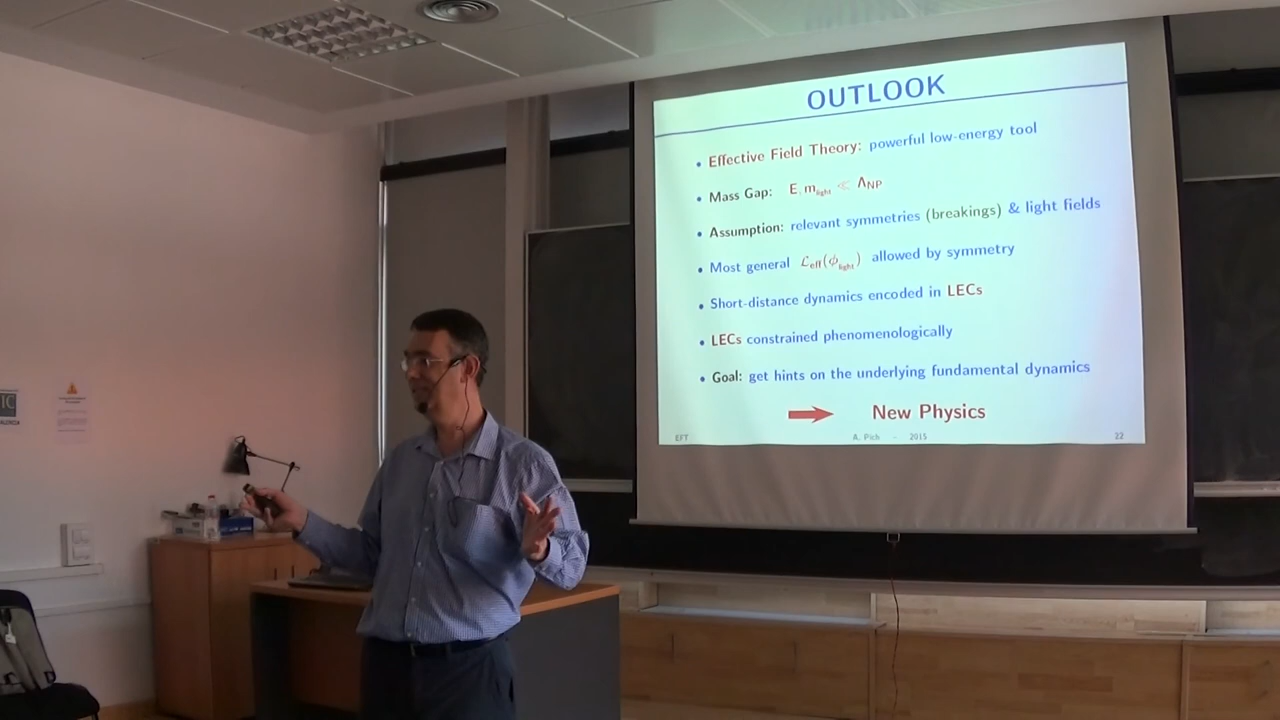 OUTLOOK
• Effective Field Theory: powerful low-energy tool
• Mass Gap: E, m_light ≪ Λ_NP
• Assumption: relevant symmetries (breakings) & light fields
• Most general ℒ_eff(ϕ_light) allowed by symmetry
• Short-distance dynamics encoded in LECs
• LECs constrained phenomenologically
• Goal: get hints on the underlying fundamental dynamics
New Physics
EFT A. Pich - 2015 22
IC